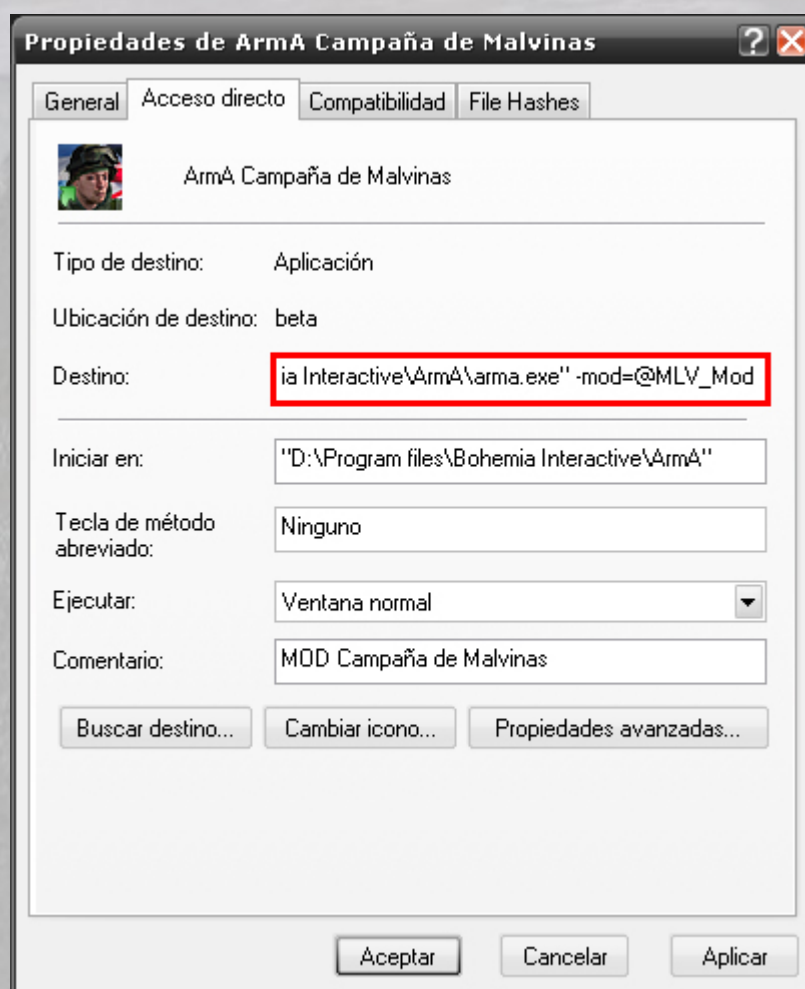 Propiedades de ArmA Campaña de Malvinas
General Acceso directo Compatibilidad File Hashes
ArmA Campaña de Malvinas
Tipo de destino: Aplicación
Ubicación de destino: beta
Destino: ia Interactive\ArmA\arma.exe" -mod=@MLV_Mod
Iniciar en: "D:\Program files\Bohemia Interactive\ArmA"
Tecla de método
abreviado: Ninguno
Ejecutar: Ventana normal
Comentario: MOD Campaña de Malvinas
Buscar destino... Cambiar icono... Propiedades avanzadas...
Aceptar Cancelar Aplicar